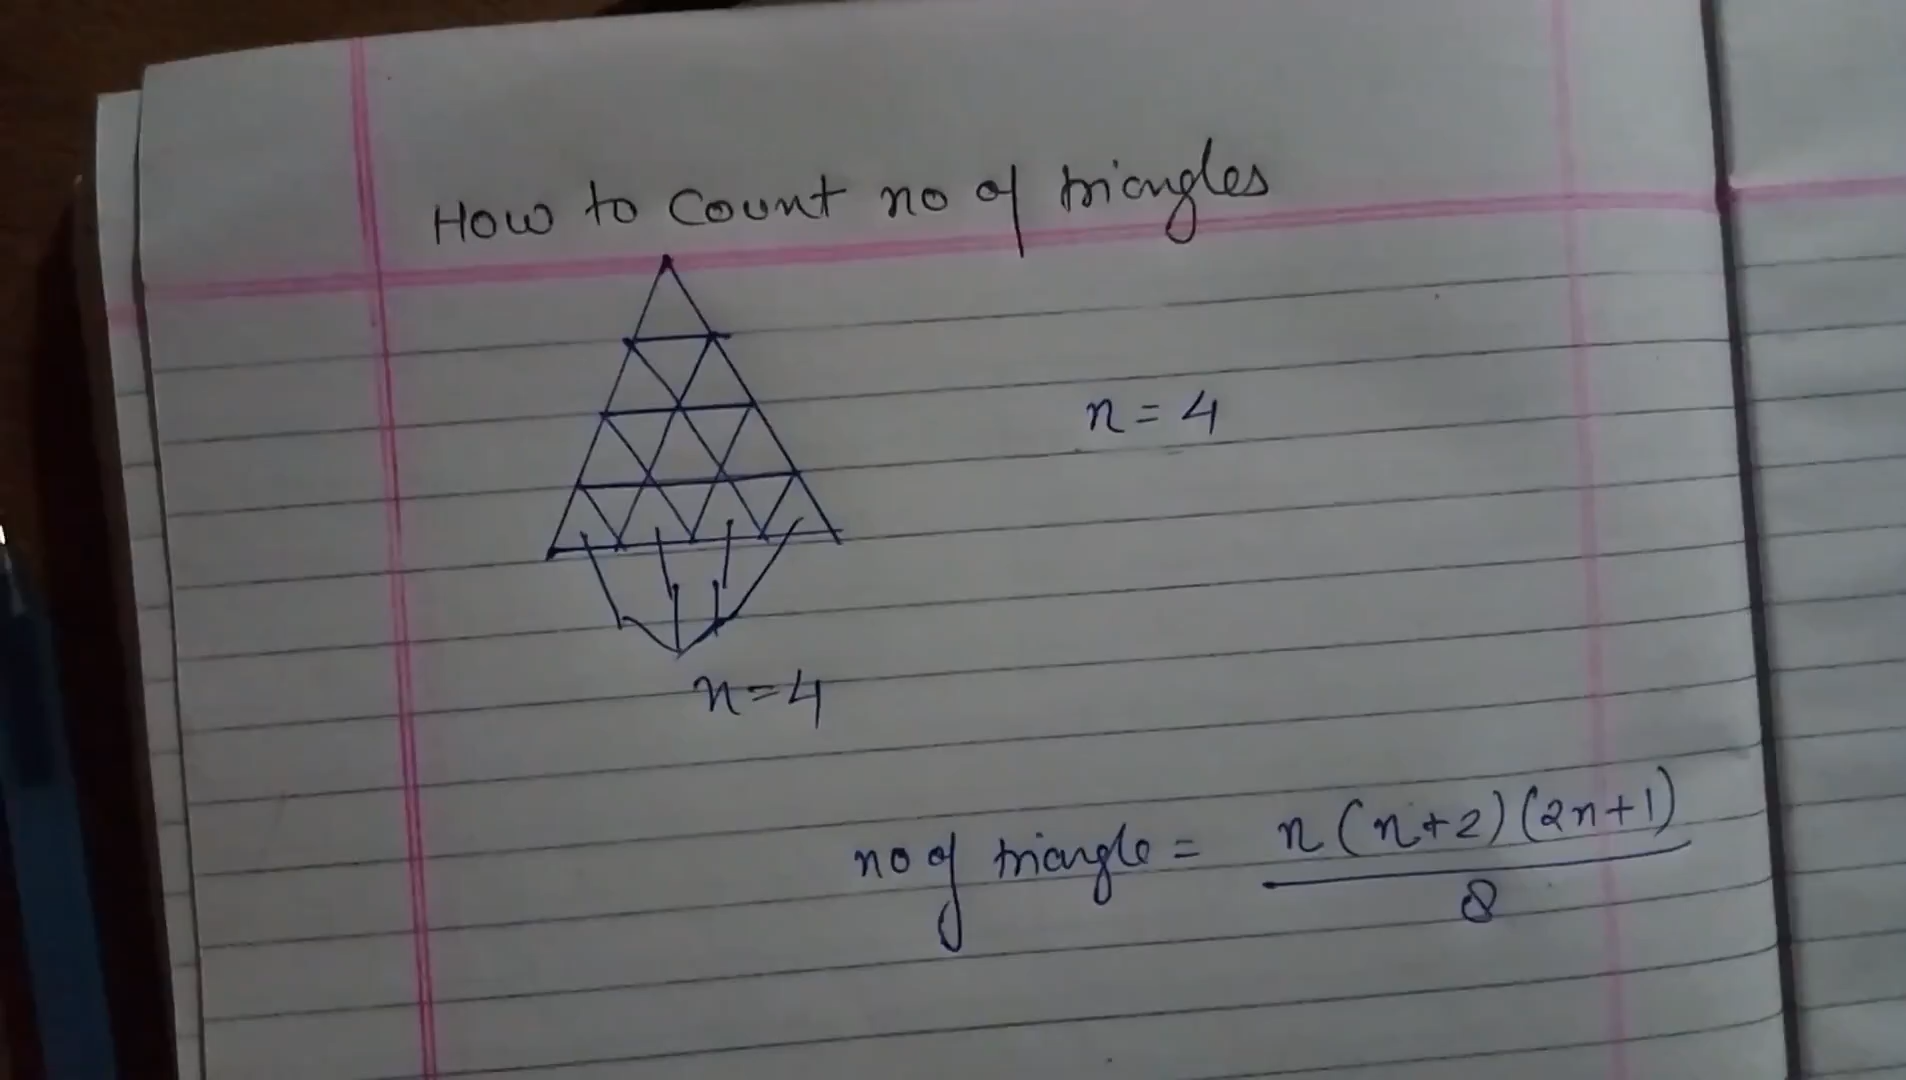 How to Count no of triangles
n = 4
n=4
no of triangle = n(n+2)(2n+1)
8